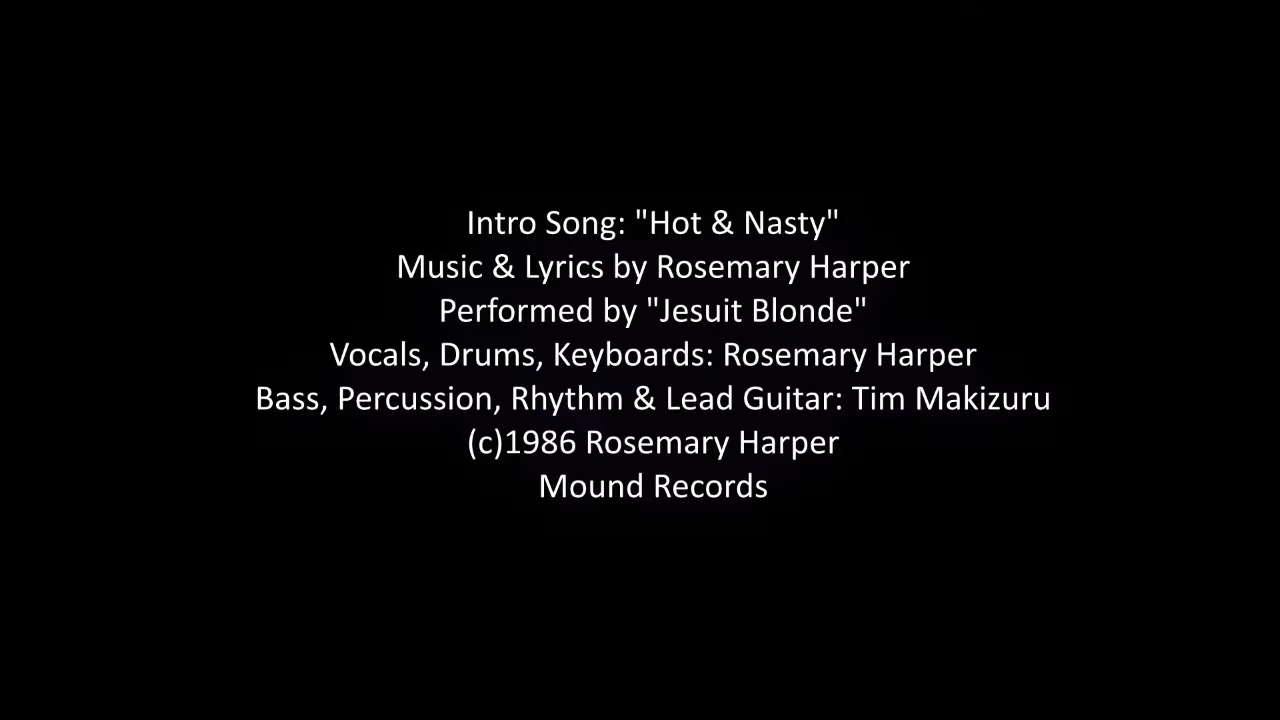 Intro Song: "Hot & Nasty"
Music & Lyrics by Rosemary Harper
Performed by "Jesuit Blonde"
Vocals, Drums, Keyboards: Rosemary Harper
Bass, Percussion, Rhythm & Lead Guitar: Tim Makizuru
(c)1986 Rosemary Harper
Mound Records